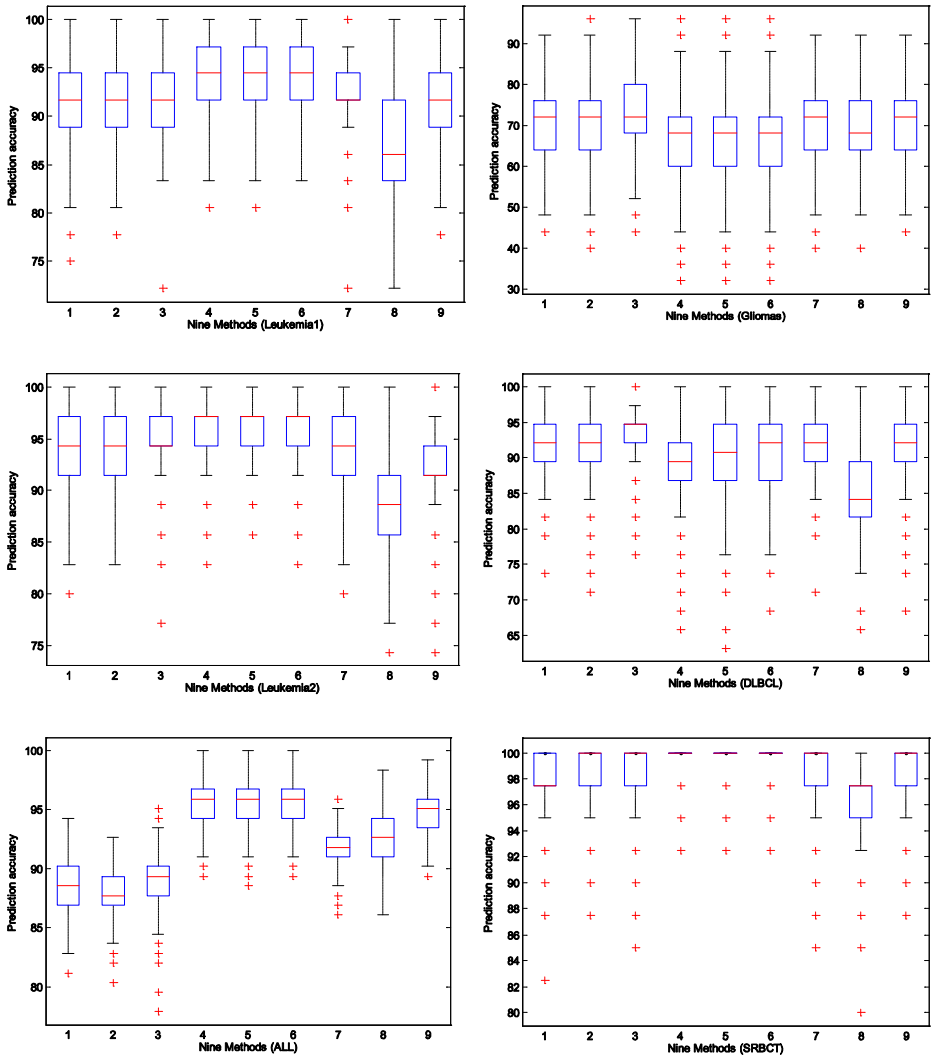 Prediction accuracy
100
95
90
85
80
75
1 2 3 4 5 6 7 8 9
Nine Methods (Leukemia1)
Prediction accuracy
90
80
70
60
50
40
30
1 2 3 4 5 6 7 8 9
Nine Methods (Gliomas)
Prediction accuracy
100
95
90
85
80
75
1 2 3 4 5 6 7 8 9
Nine Methods (Leukemia2)
Prediction accuracy
100
95
90
85
80
75
70
65
1 2 3 4 5 6 7 8 9
Nine Methods (DLBCL)
Prediction accuracy
100
95
90
85
80
1 2 3 4 5 6 7 8 9
Nine Methods (ALL)
Prediction accuracy
100
98
96
94
92
90
88
86
84
82
80
1 2 3 4 5 6 7 8 9
Nine Methods (SRBCT)